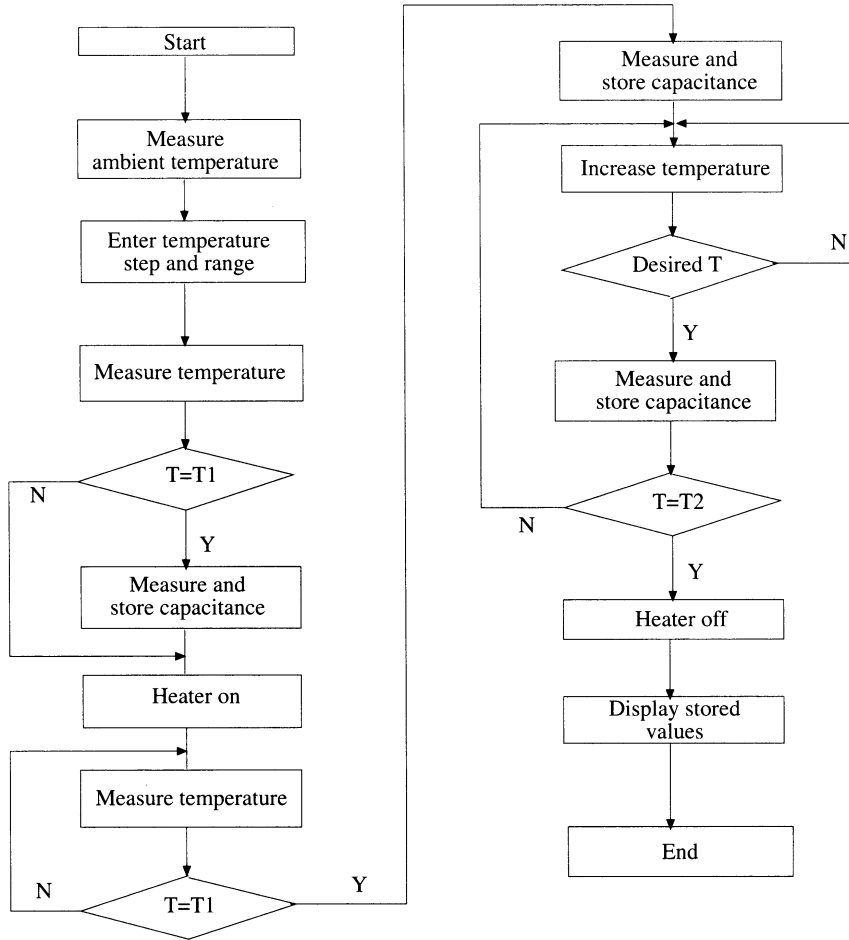 Start
Measure
ambient temperature
Enter temperature
step and range
Measure temperature
T=T1
N
Y
Measure and
store capacitance
Heater on
Measure temperature
T=T1
N
Y
Measure and
store capacitance
Increase temperature
Desired T
N
Y
Measure and
store capacitance
T=T2
N
Y
Heater off
Display stored
values
End